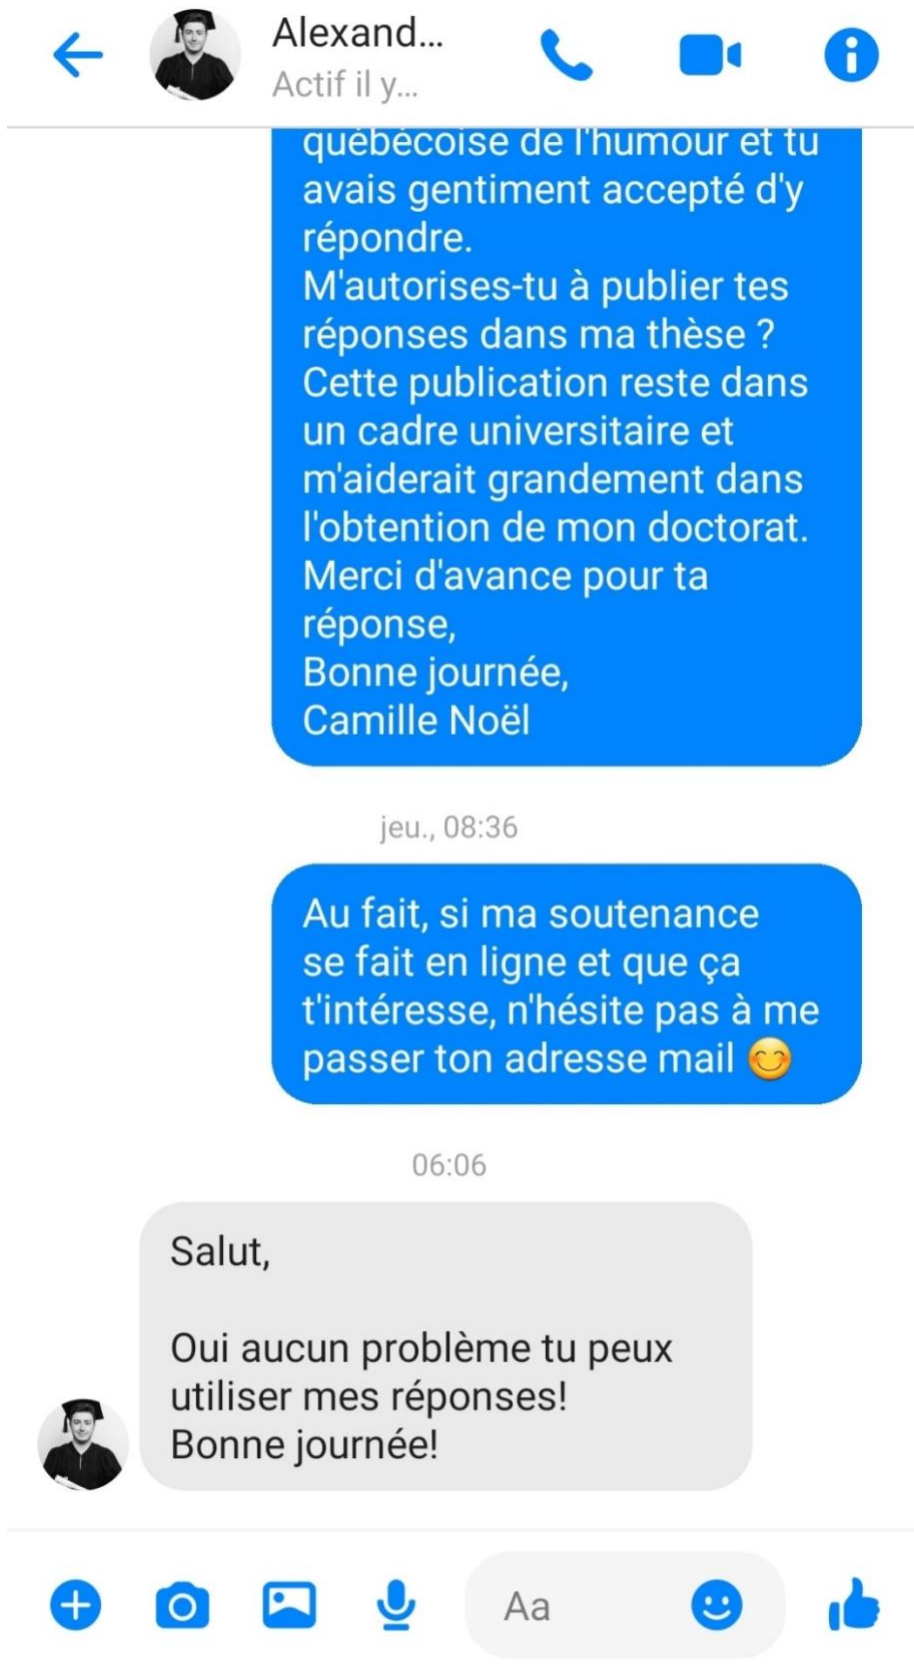 Alexand...
Actif il y...
québécoise de l'humour et tu
avais gentiment accepté d'y
répondre.
M'autorises-tu à publier tes
réponses dans ma thèse ?
Cette publication reste dans
un cadre universitaire et
m'aiderait grandement dans
l'obtention de mon doctorat.
Merci d'avance pour ta
réponse,
Bonne journée,
Camille Noël
jeu., 08:36
Au fait, si ma soutenance
se fait en ligne et que ça
t'intéresse, n'hésite pas à me
passer ton adresse mail 😊
06:06
Salut,
Oui aucun problème tu peux
utiliser mes réponses!
Bonne journée!
Aa